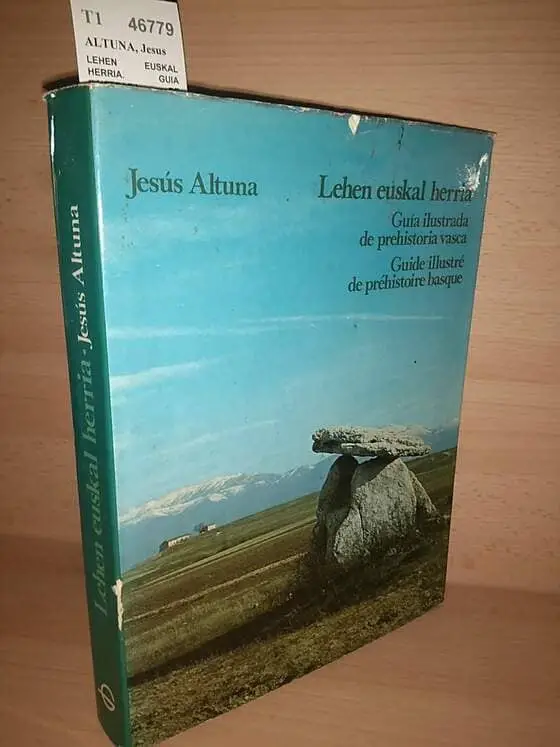 T1 46779
ALTUNA, Jesus
LEHEN EUSKAL
HERRIA. GUIA
Jesús Altuna
Lehen euskal herria
Guía ilustrada
de prehistoria vasca
Guide illustré
de préhistoire basque
Lehen euskal herria · Jesús Altuna